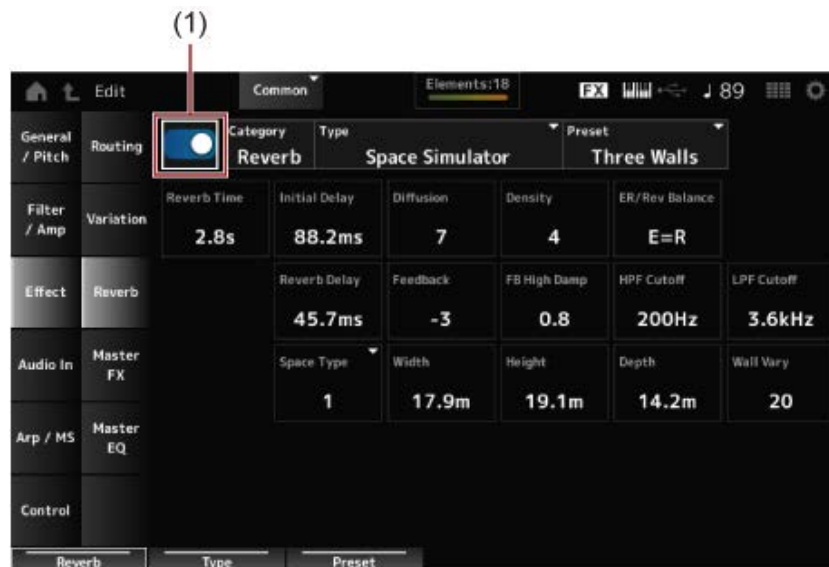 (1)
Edit Common Elements:18 FX 89
General / Pitch Routing Category Reverb Type Space Simulator Preset Three Walls
Filter / Amp Variation Reverb Time 2.8s Initial Delay 88.2ms Diffusion 7 Density 4 ER/Rev Balance E=R
Effect Reverb Reverb Delay 45.7ms Feedback -3 FB High Damp 0.8 HPF Cutoff 200Hz LPF Cutoff 3.6kHz
Audio In Master FX Space Type 1 Width 17.9m Height 19.1m Depth 14.2m Wall Vary 20
Arp / MS Master EQ
Control
Reverb Type Preset